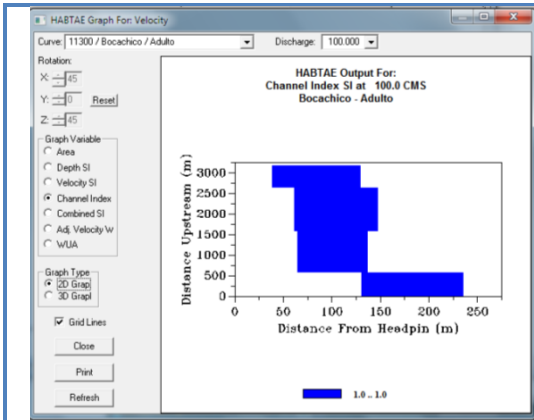 HABTAE Graph For: Velocity
Curve: 11300 / Bocachico / Adulto
Discharge: 100.000
Rotation:
X: 45
Y: 0 Reset
Z: 45
Graph Variable
Area
Depth SI
Velocity SI
Channel Index
Combined SI
Adj. Velocity W
WUA
Graph Type
2D Grap
3D Grapl
Grid Lines
Close
Print
Refresh
HABTAE Output For:
Channel Index SI at 100.0 CMS
Bocachico - Adulto
Distance Upstream (m)
3000
2500
2000
1500
1000
500
0
0 50 100 150 200 250
Distance From Headpin (m)
1.0 .. 1.0